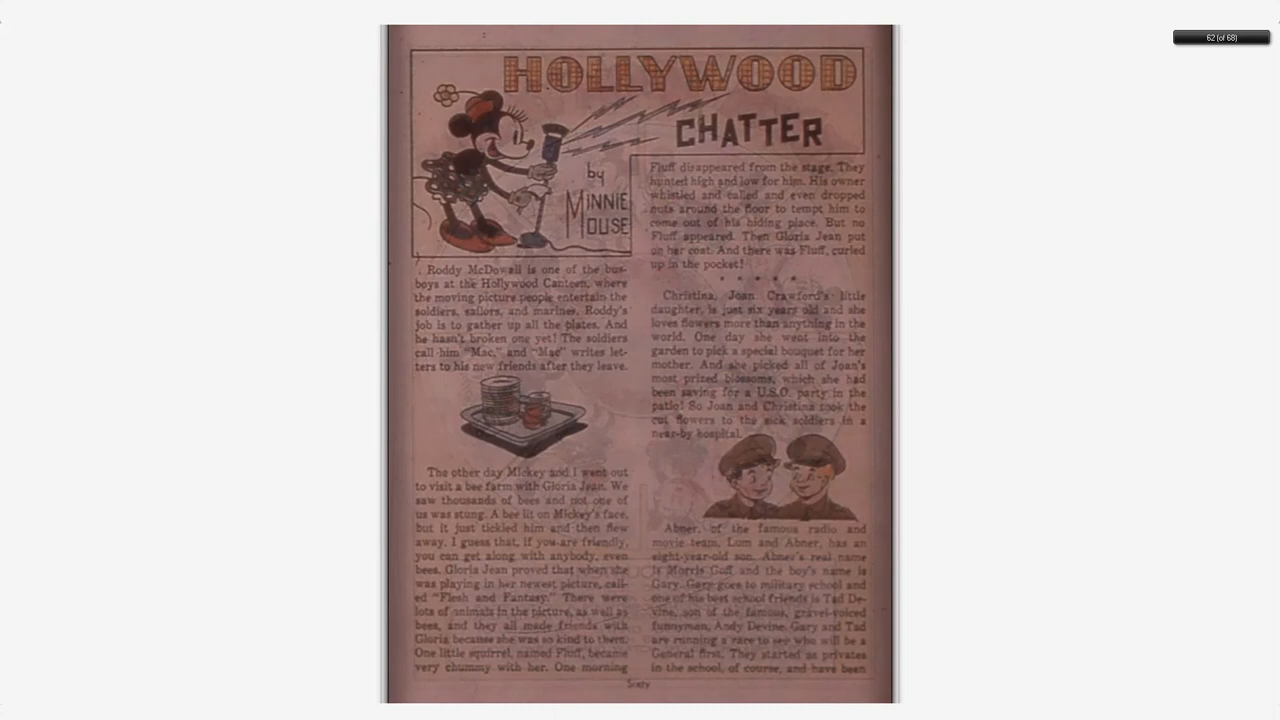 62 (of 68)
HOLLYWOOD
CHATTER
by
MINNIE
MOUSE
Roddy McDowall is one of the bus-
boys at the Hollywood Canteen, where
the moving picture people entertain the
soldiers, sailors, and marines. Roddy's
job is to gather up all the plates. And
he hasn't broken one yet! The soldiers
call him "Mac," and "Mac" writes let-
ters to his new friends after they leave.
The other day Mickey and I went out
to visit a bee farm with Gloria Jean. We
saw thousands of bees and not one of
us was stung. A bee lit on Mickey's face,
but it just tickled him and then flew
away. I guess that, if you are friendly,
you can get along with anybody, even
bees. Gloria Jean proved that when she
was playing in her newest picture, call-
ed "Flesh and Fantasy." There were
lots of animals in the picture, as well as
bees, and they all made friends with
Gloria because she was so kind to them.
One little squirrel, named Fluff, became
very chummy with her. One morning
Fluff disappeared from the stage. They
hunted high and low for him. His owner
whistled and called and even dropped
nuts around the floor to tempt him to
come out of his hiding place. But no
Fluff appeared. Then Gloria Jean put
on her coat. And there was Fluff, curled
up in the pocket!
* * * * *
Christina, Joan Crawford's little
daughter, is just six years old and she
loves flowers more than anything in the
world. One day she went into the
garden to pick a special bouquet for her
mother. And she picked all of Joan's
most prized blossoms, which she had
been saving for a U.S.O. party in the
patio! So Joan and Christina took the
cut flowers to the sick soldiers in a
near-by hospital.
Abner, of the famous radio and
movie team, Lum and Abner, has an
eight-year-old son. Abner's real name
is Morris Goff and the boy's name is
Gary. Gary goes to military school and
one of his best school friends is Tad De-
vine, son of the famous, gravel-voiced
funnyman, Andy Devine. Gary and Tad
are running a race to see who will be a
General first. They started as privates
in the school, of course, and have been
Sixty